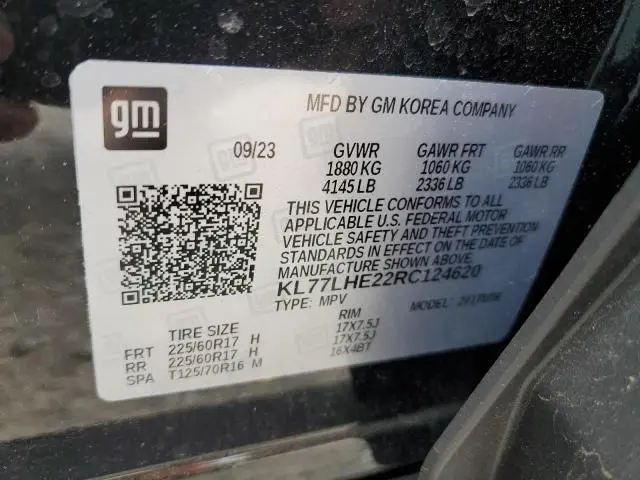 gm
MFD BY GM KOREA COMPANY
09/23 GVWR GAWR FRT GAWR RR
1880 KG 1060 KG 1060 KG
4145 LB 2336 LB 2336 LB
THIS VEHICLE CONFORMS TO ALL
APPLICABLE U.S. FEDERAL MOTOR
VEHICLE SAFETY AND THEFT PREVENTION
STANDARDS IN EFFECT ON THE DATE OF
MANUFACTURE SHOWN ABOVE.
KL77LHE22RC124620
TYPE: MPV MODEL:
TIRE SIZE RIM
FRT 225/60R17 H 17X7.5J
RR 225/60R17 H 17X7.5J
SPA T125/70R16 M 16X4BT